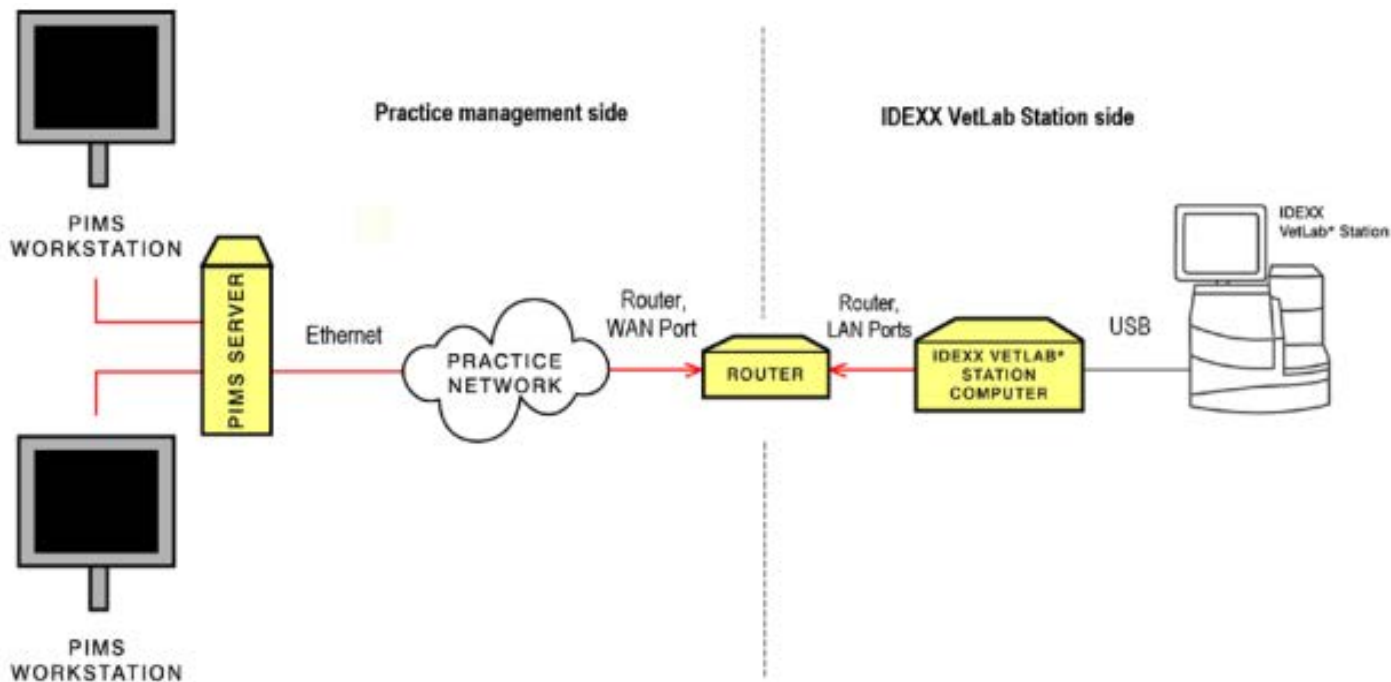 Practice management side
IDEXX VetLab Station side
PIMS
WORKSTATION
PIMS SERVER
Ethernet
PRACTICE
NETWORK
Router,
WAN Port
ROUTER
Router,
LAN Ports
IDEXX VETLAB*
STATION
COMPUTER
USB
IDEXX
VetLab* Station
PIMS
WORKSTATION